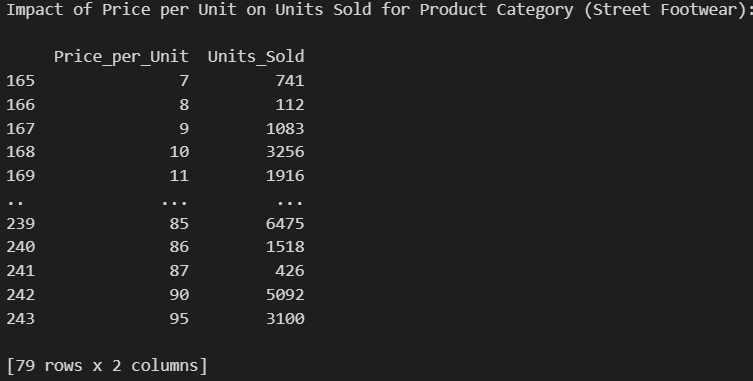 Impact of Price per Unit on Units Sold for Product Category (Street Footwear):
Price_per_Unit Units_Sold
165 7 741
166 8 112
167 9 1083
168 10 3256
169 11 1916
.. ... ...
239 85 6475
240 86 1518
241 87 426
242 90 5092
243 95 3100
[79 rows x 2 columns]